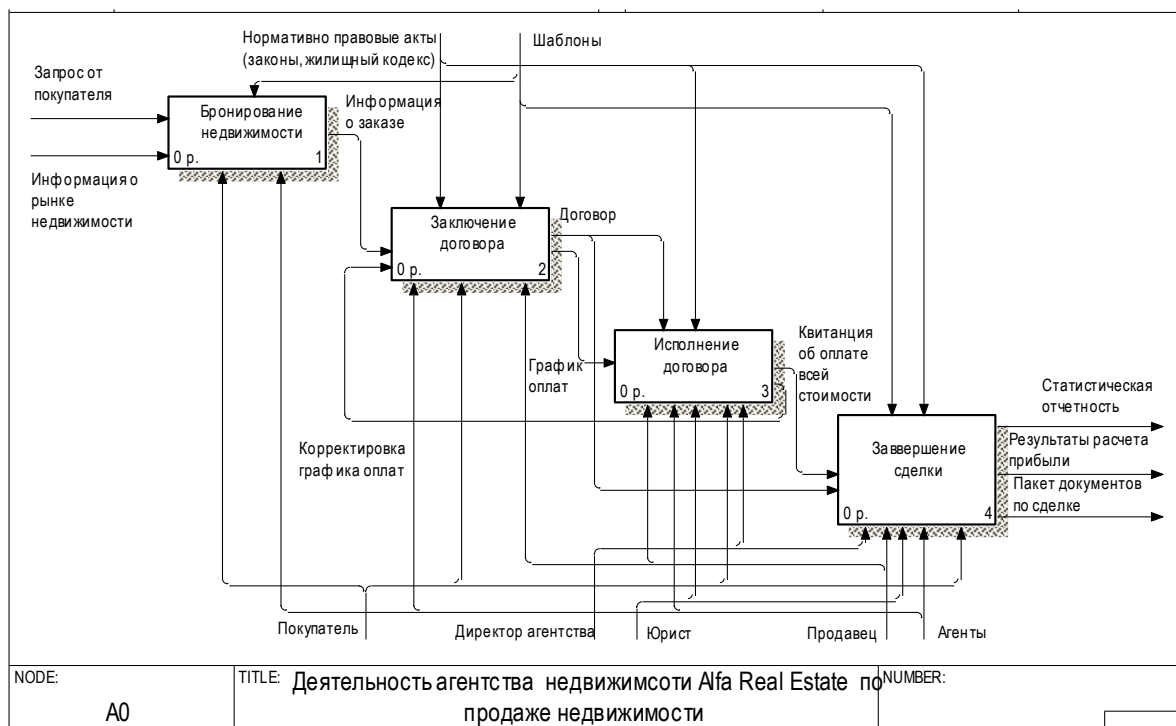 Нормативно правовые акты
(законы, жилищный кодекс)
Шаблоны
Запрос от
покупателя
Бронирование
недвижимости
0 р.
1
Информация
о заказе
Информация о
рынке
недвижимости
Заключение
договора
0 р.
2
Договор
График
оплат
Исполнение
договора
0 р.
3
Квитанция
об оплате
всей
стоимости
Корректировка
графика оплат
Заввершение
сделки
0 р.
4
Статистическая
отчетность
Результаты расчета
прибыли
Пакет документов
по сделке
Покупатель
Директор агентства
Юрист
Продавец
Агенты
NODE:
A0
TITLE:
Деятельность агентства недвижимсоти Alfa Real Estate по
продаже недвижимости
NUMBER: